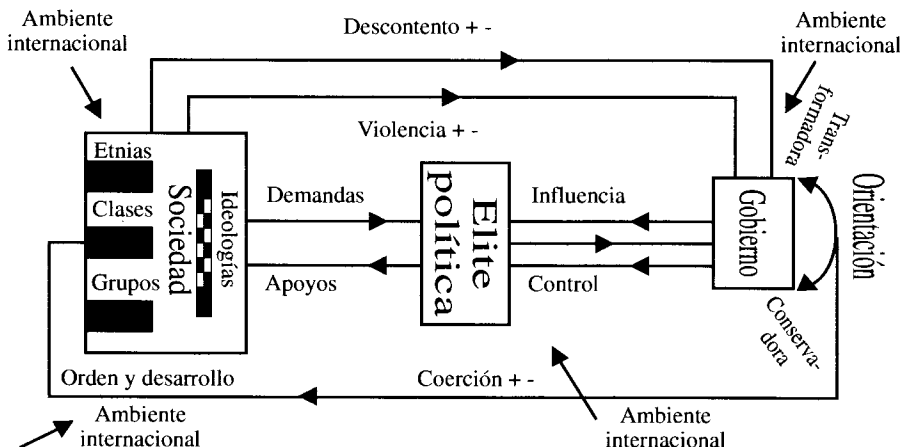 Ambiente
internacional
Descontento + -
Ambiente
internacional
Violencia + -
Trans-
formadora
Etnias
Clases
Grupos
Sociedad
Ideologías
Demandas
Apoyos
Elite
política
Influencia
Control
Gobierno
Orientación
Conserva-
dora
Orden y desarrollo
Coerción + -
Ambiente
internacional
Ambiente
internacional